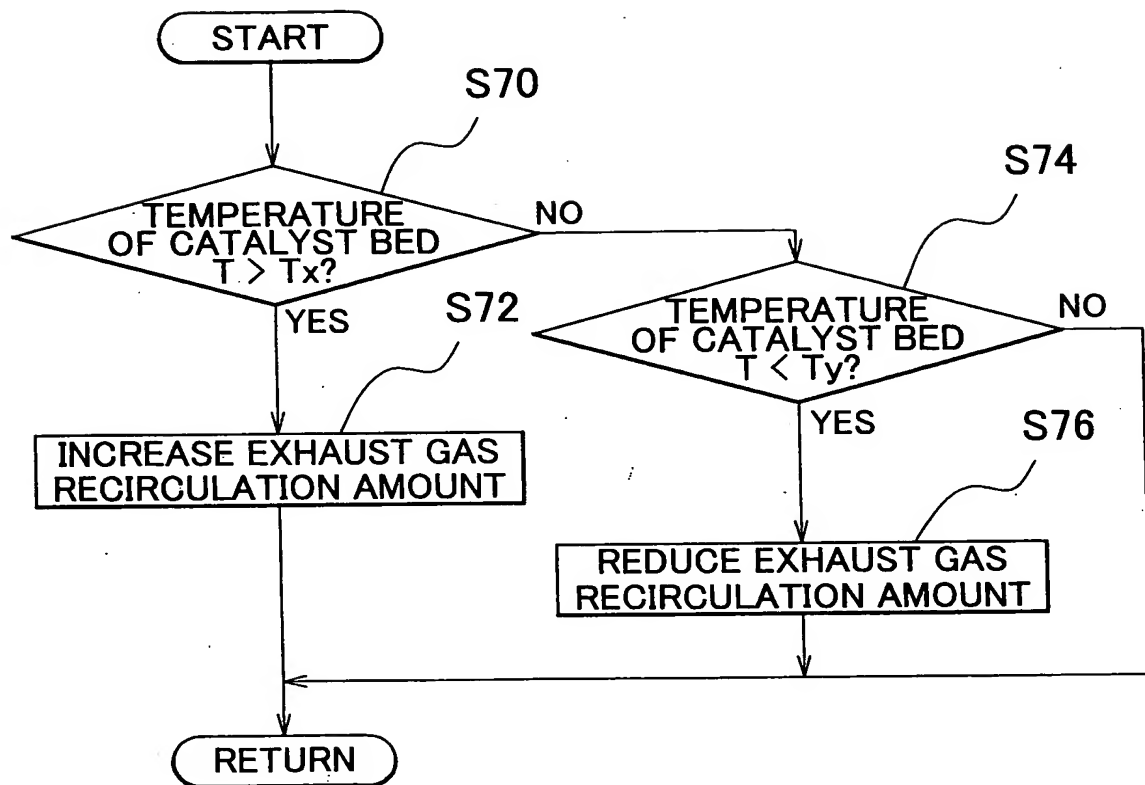 START
S70
TEMPERATURE
OF CATALYST BED
T > Tx?
NO
YES
S74
TEMPERATURE
OF CATALYST BED
T < Ty?
NO
YES
S72
INCREASE EXHAUST GAS
RECIRCULATION AMOUNT
S76
REDUCE EXHAUST GAS
RECIRCULATION AMOUNT
RETURN